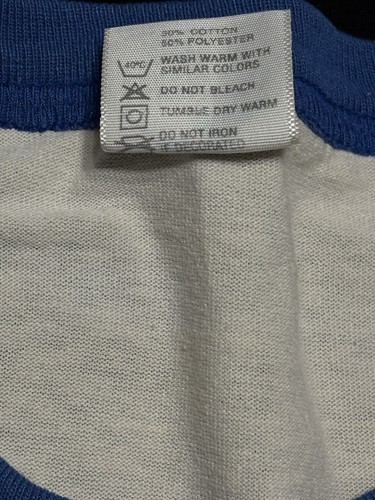 50% COTTON
50% POLYESTER
40°C
WASH WARM WITH
SIMILAR COLORS
DO NOT BLEACH
TUMBLE DRY WARM
DO NOT IRON
IF DECORATED